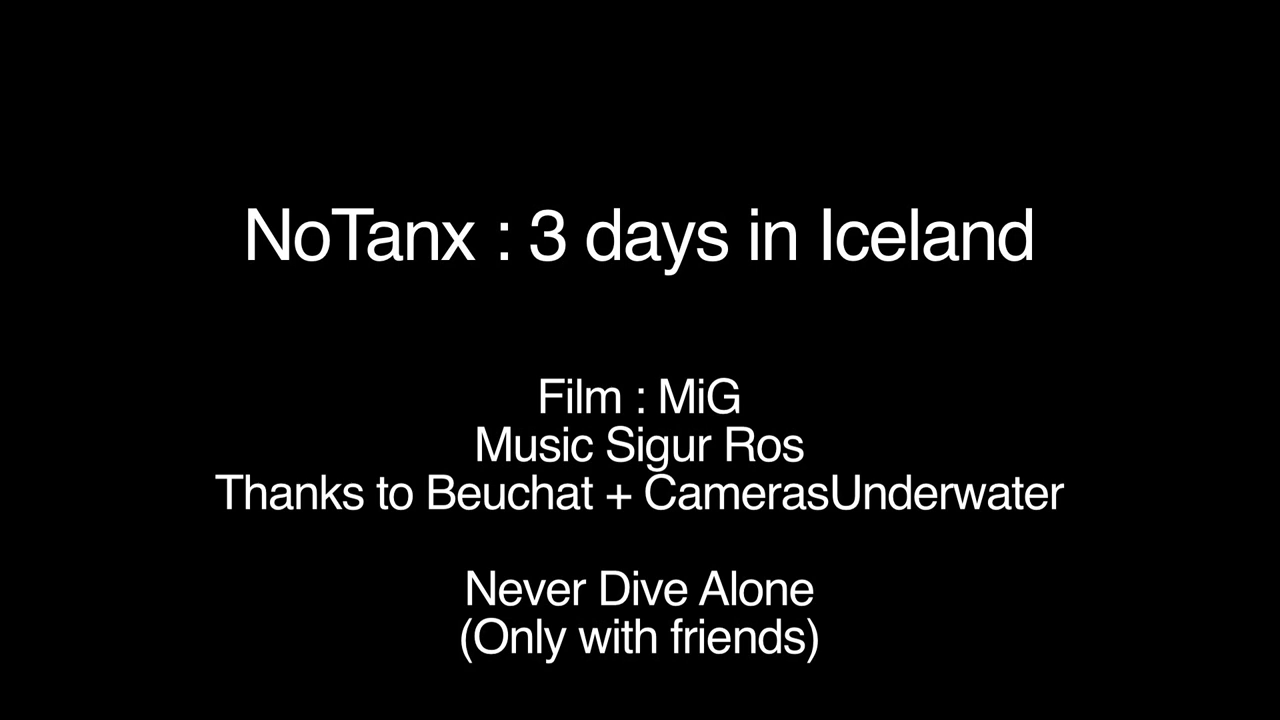 NoTanx : 3 days in Iceland
Film : MiG
Music Sigur Ros
Thanks to Beuchat + CamerasUnderwater
Never Dive Alone
(Only with friends)